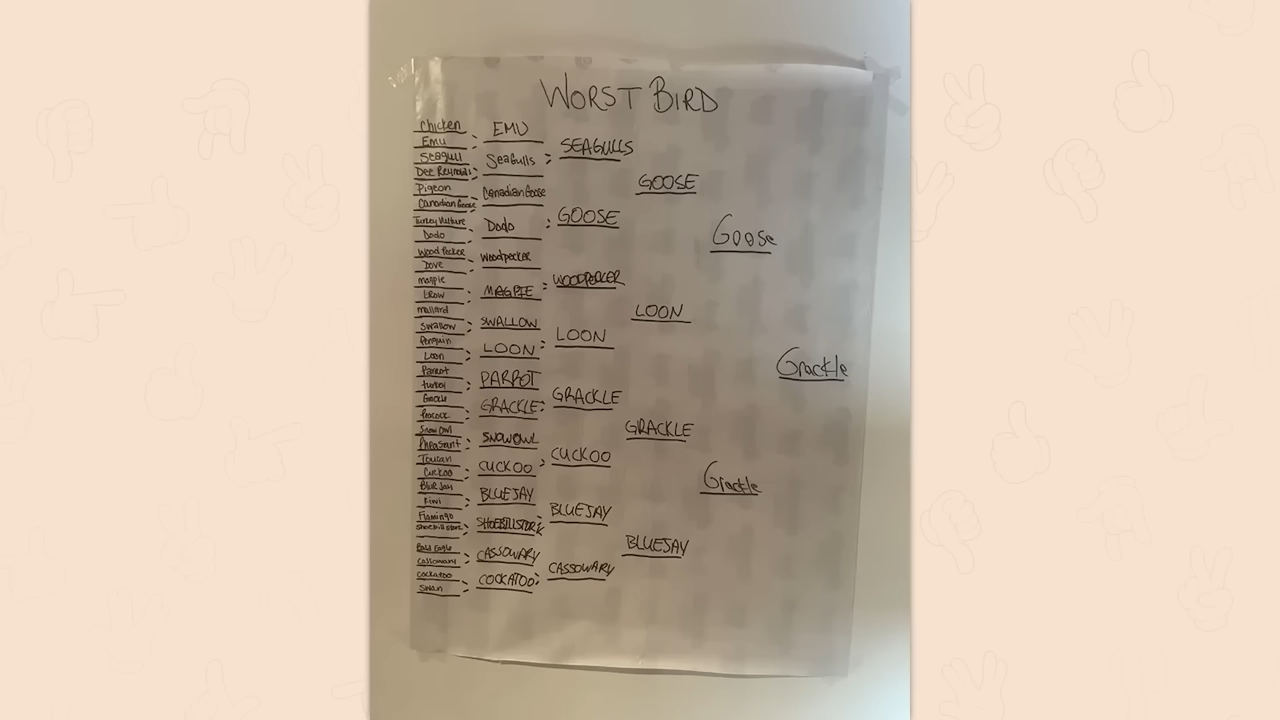 WORST BIRD
Chicken
Emu
Seagull
Dee Reynolds
Pigeon
Canadian Goose
Turkey Vulture
Dodo
Wood Pecker
Dove
magpie
Crow
mallard
Swallow
Penguin
Loon
Parrot
turkey
Grackle
Peacock
Snow Owl
Pheasant
Toucan
Cuckoo
Blue Jay
Kiwi
Flamingo
Shoebill stork
Bald Eagle
cassowary
cockatoo
Swan
EMU
Seagulls
Canadian Goose
Dodo
Woodpecker
MAGPIE
SWALLOW
LOON
PARROT
GRACKLE
SNOWOWL
CUCKOO
BLUEJAY
SHOEBILLSTORK
CASSOWARY
COCKATOO
SEAGULLS
GOOSE
WOODPECKER
LOON
GRACKLE
CUCKOO
BLUEJAY
CASSOWARY
GOOSE
LOON
GRACKLE
BLUEJAY
Goose
Grackle
Grackle